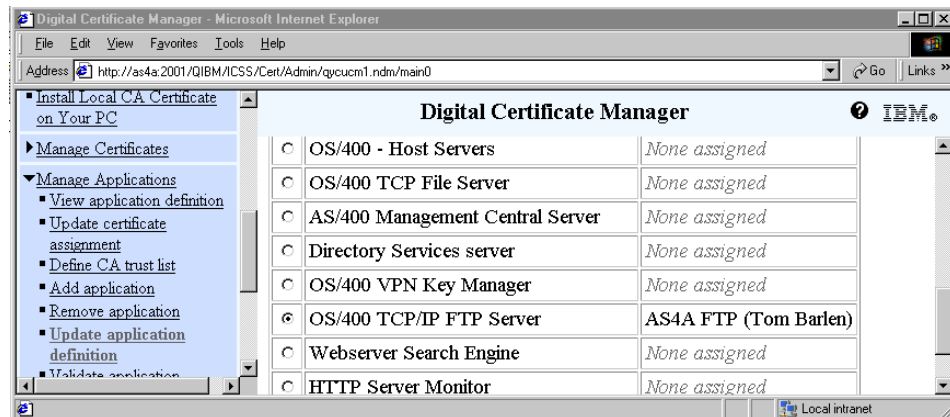 Digital Certificate Manager - Microsoft Internet Explorer
File Edit View Favorites Tools Help
Address http://as4a:2001/QIBM/ICSS/Cert/Admin/qycucm1.ndm/main0 Go Links »
Install Local CA Certificate
on Your PC
Manage Certificates
Manage Applications
View application definition
Update certificate
assignment
Define CA trust list
Add application
Remove application
Update application
definition
Validate application
Digital Certificate Manager
IBM®
OS/400 - Host Servers None assigned
OS/400 TCP File Server None assigned
AS/400 Management Central Server None assigned
Directory Services server None assigned
OS/400 VPN Key Manager None assigned
OS/400 TCP/IP FTP Server AS4A FTP (Tom Barlen)
Webserver Search Engine None assigned
HTTP Server Monitor None assigned
Local intranet